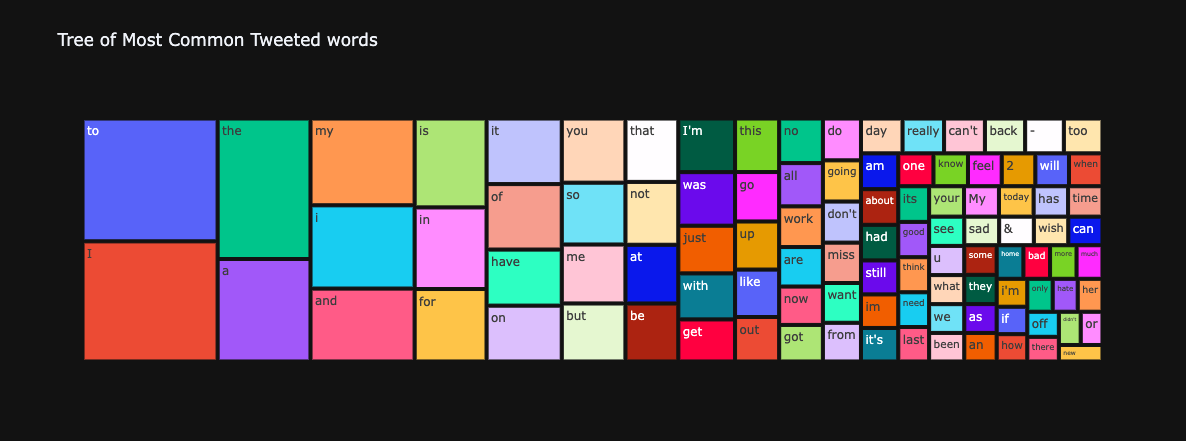 Tree of Most Common Tweeted words
to
I
the
a
my
i
and
is
in
for
it
of
have
on
you
so
me
but
that
not
at
be
I'm
was
just
with
get
this
go
up
like
out
no
all
work
are
now
got
do
going
don't
miss
want
from
day
really
can't
back
-
too
am
about
had
still
im
it's
one
its
good
think
need
last
know
feel
2
will
when
your
My
today
has
time
see
sad
&
wish
can
u
what
we
been
some
they
as
an
home
bad
more
much
i'm
if
how
only
hate
her
off
there
didn't
or
new